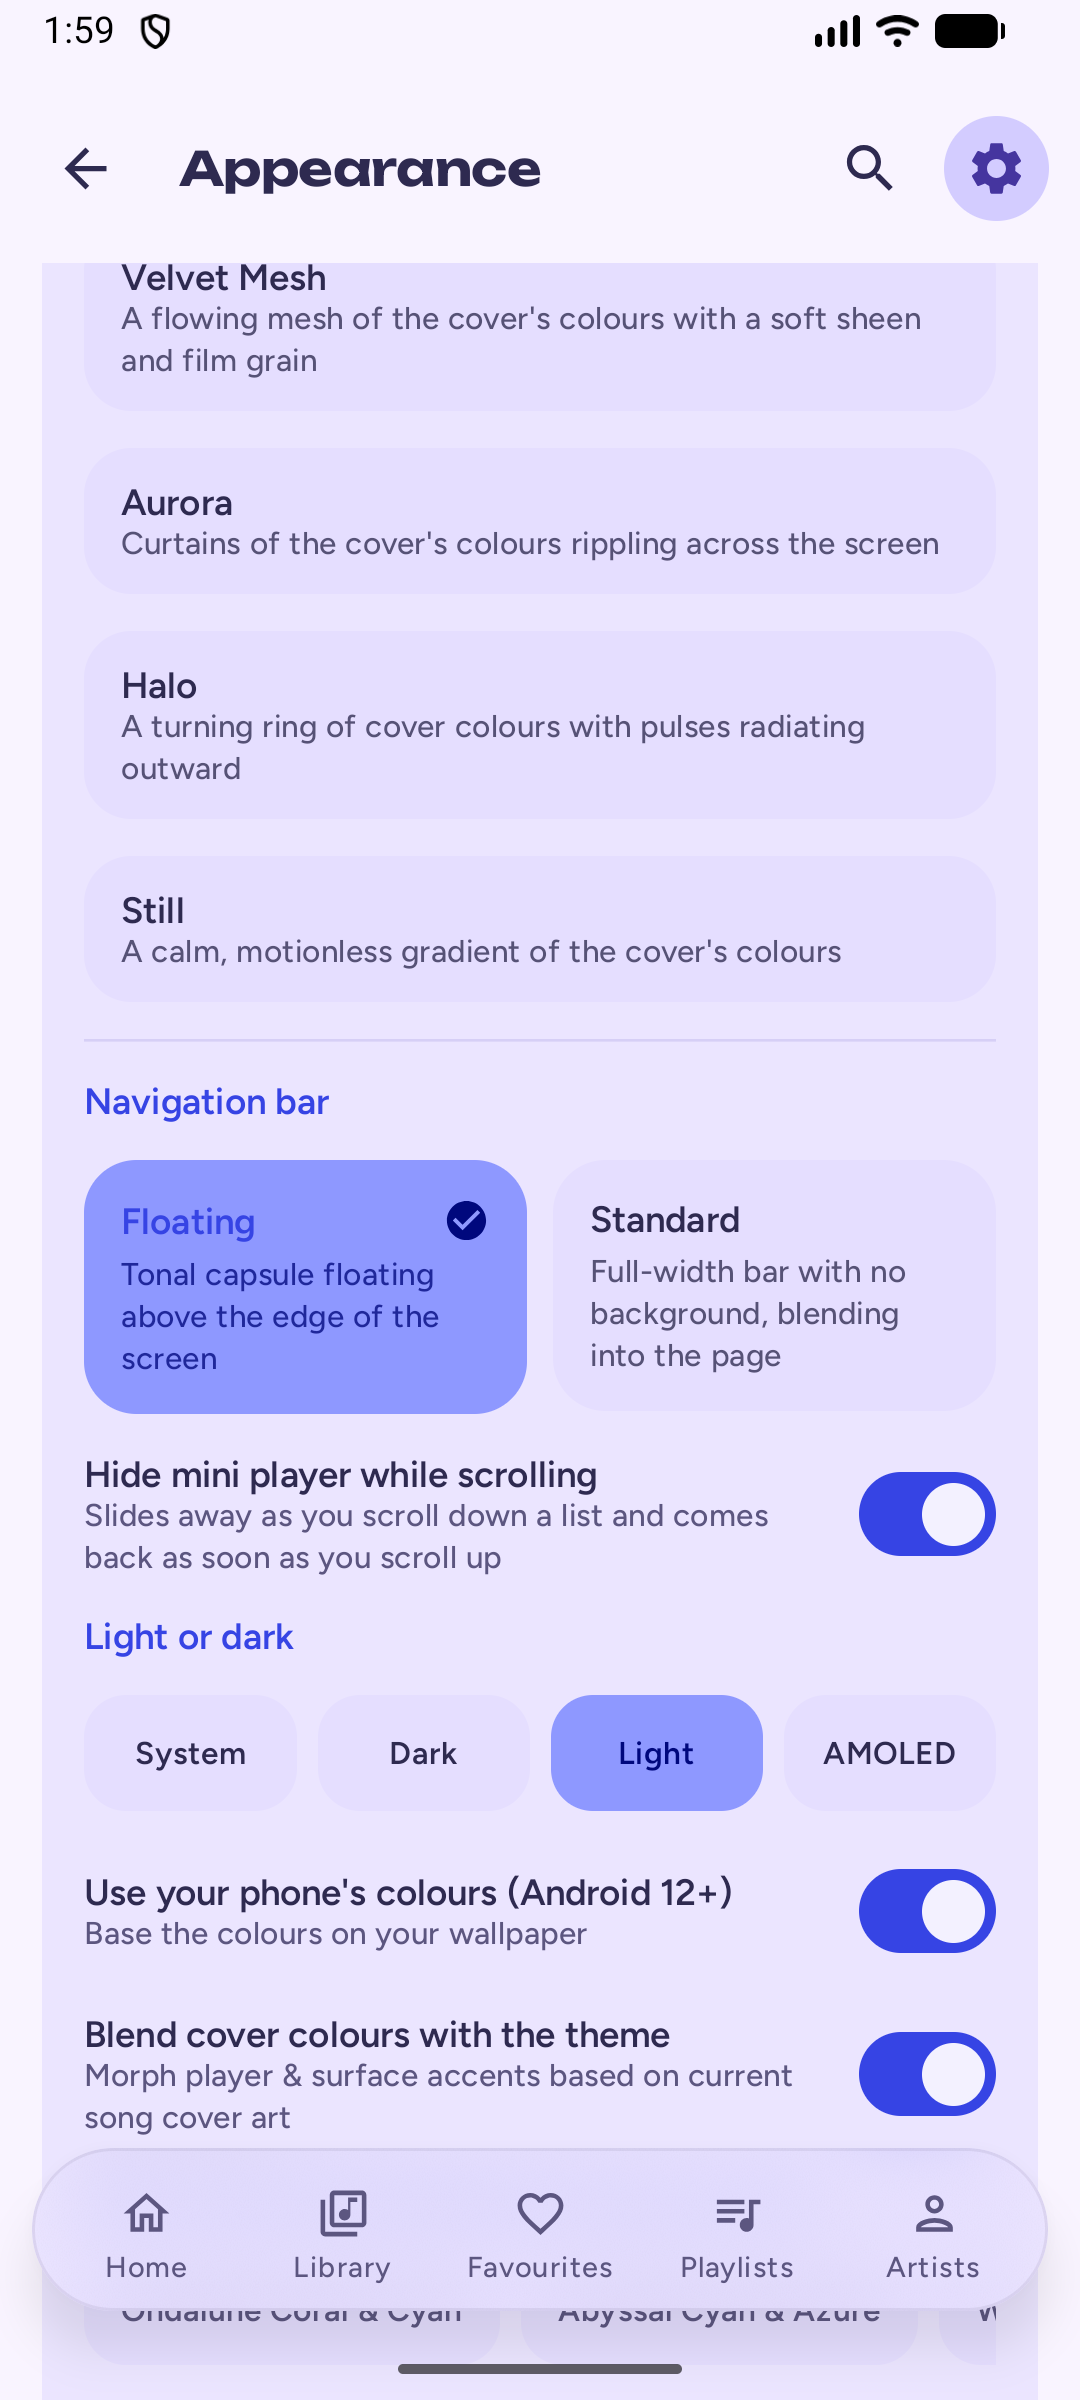 1:59
Appearance
Velvet Mesh
A flowing mesh of the cover's colours with a soft sheen
and film grain
Aurora
Curtains of the cover's colours rippling across the screen
Halo
A turning ring of cover colours with pulses radiating
outward
Still
A calm, motionless gradient of the cover's colours
Navigation bar
Floating
Tonal capsule floating
above the edge of the
screen
Standard
Full-width bar with no
background, blending
into the page
Hide mini player while scrolling
Slides away as you scroll down a list and comes
back as soon as you scroll up
Light or dark
System
Dark
Light
AMOLED
Use your phone's colours (Android 12+)
Base the colours on your wallpaper
Blend cover colours with the theme
Morph player & surface accents based on current
song cover art
Home
Library
Favourites
Playlists
Artists
Coral & Cyan
Abyssal Cyan & Azure